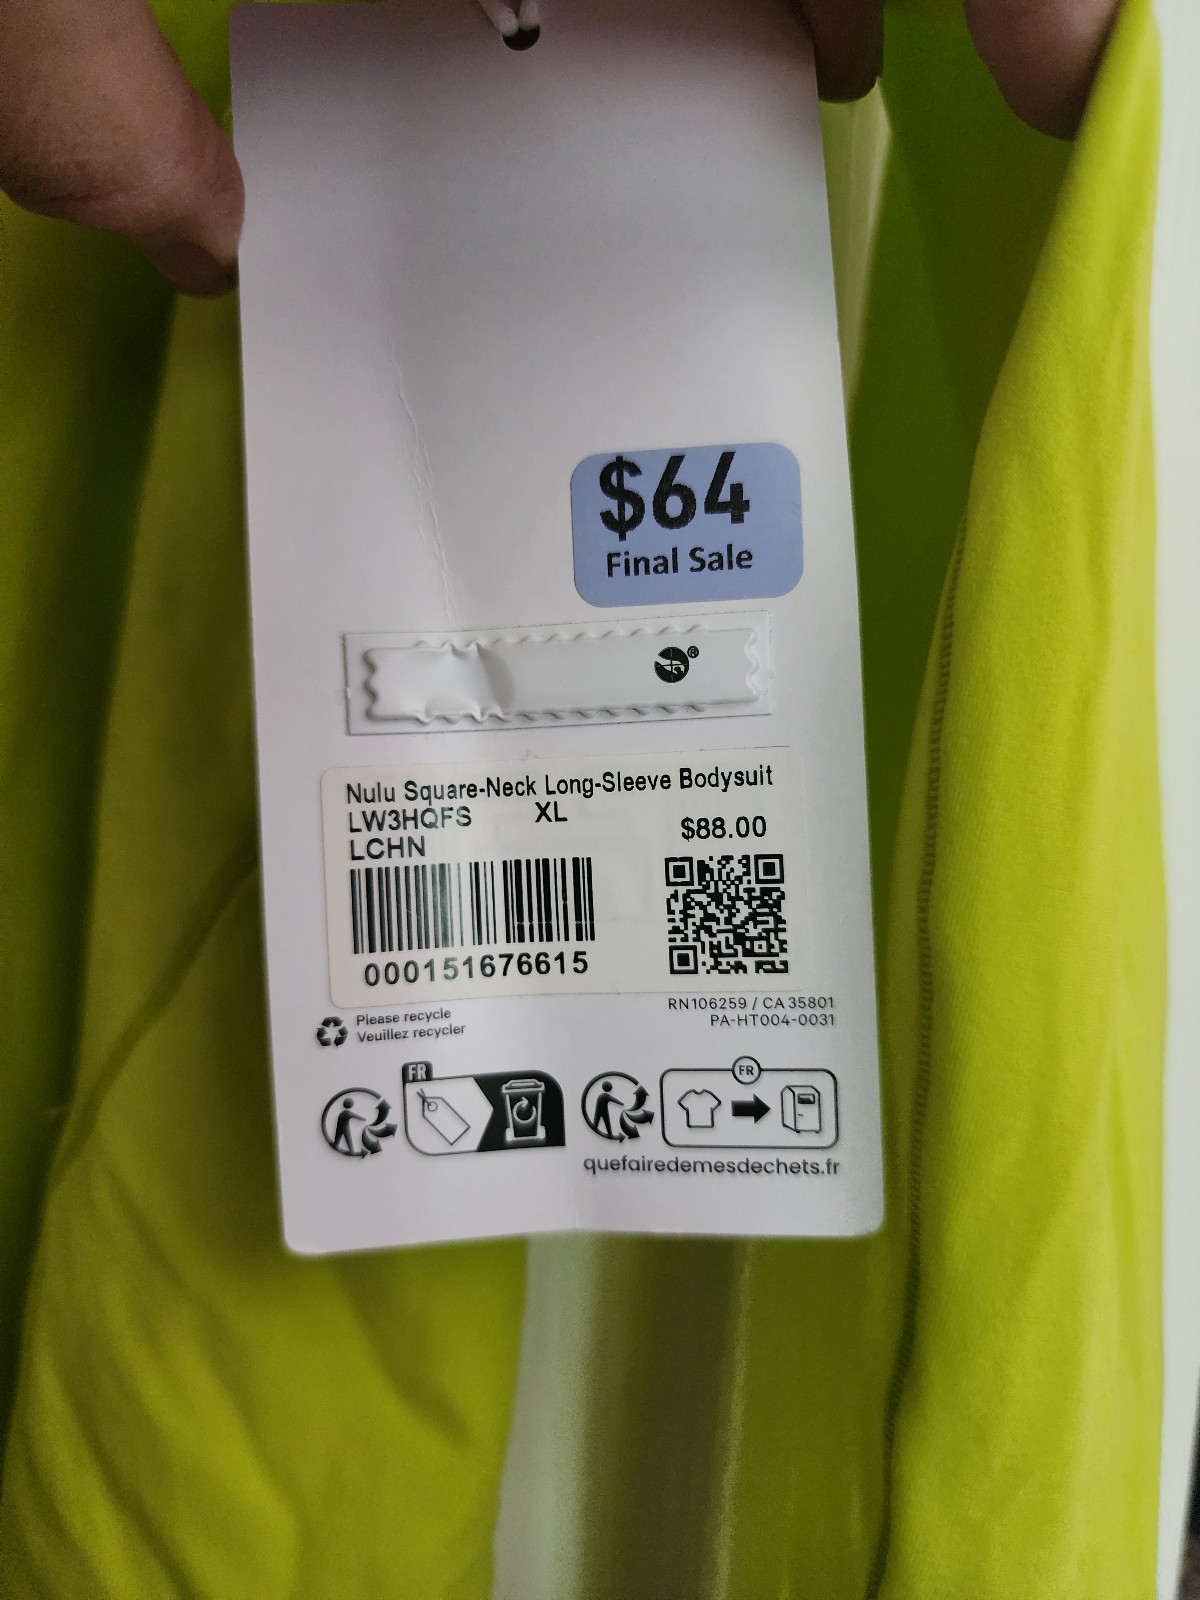 $64
Final Sale
®
Nulu Square-Neck Long-Sleeve Bodysuit
LW3HQFS XL
$88.00
LCHN
000151676615
RN106259 / CA 35801
PA-HT004-0031
Please recycle
Veuillez recycler
FR
FR
quefairedemesdechets.fr